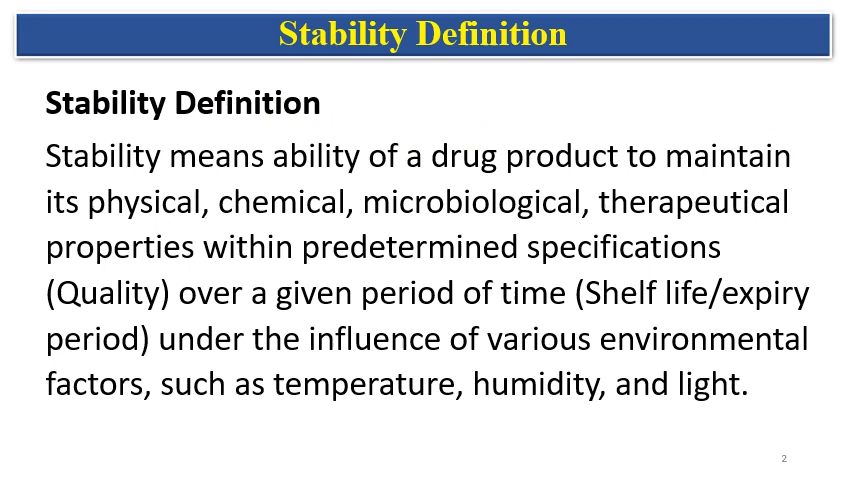 Stability Definition
Stability Definition
Stability means ability of a drug product to maintain
its physical, chemical, microbiological, therapeutical
properties within predetermined specifications
(Quality) over a given period of time (Shelf life/expiry
period) under the influence of various environmental
factors, such as temperature, humidity, and light.
2